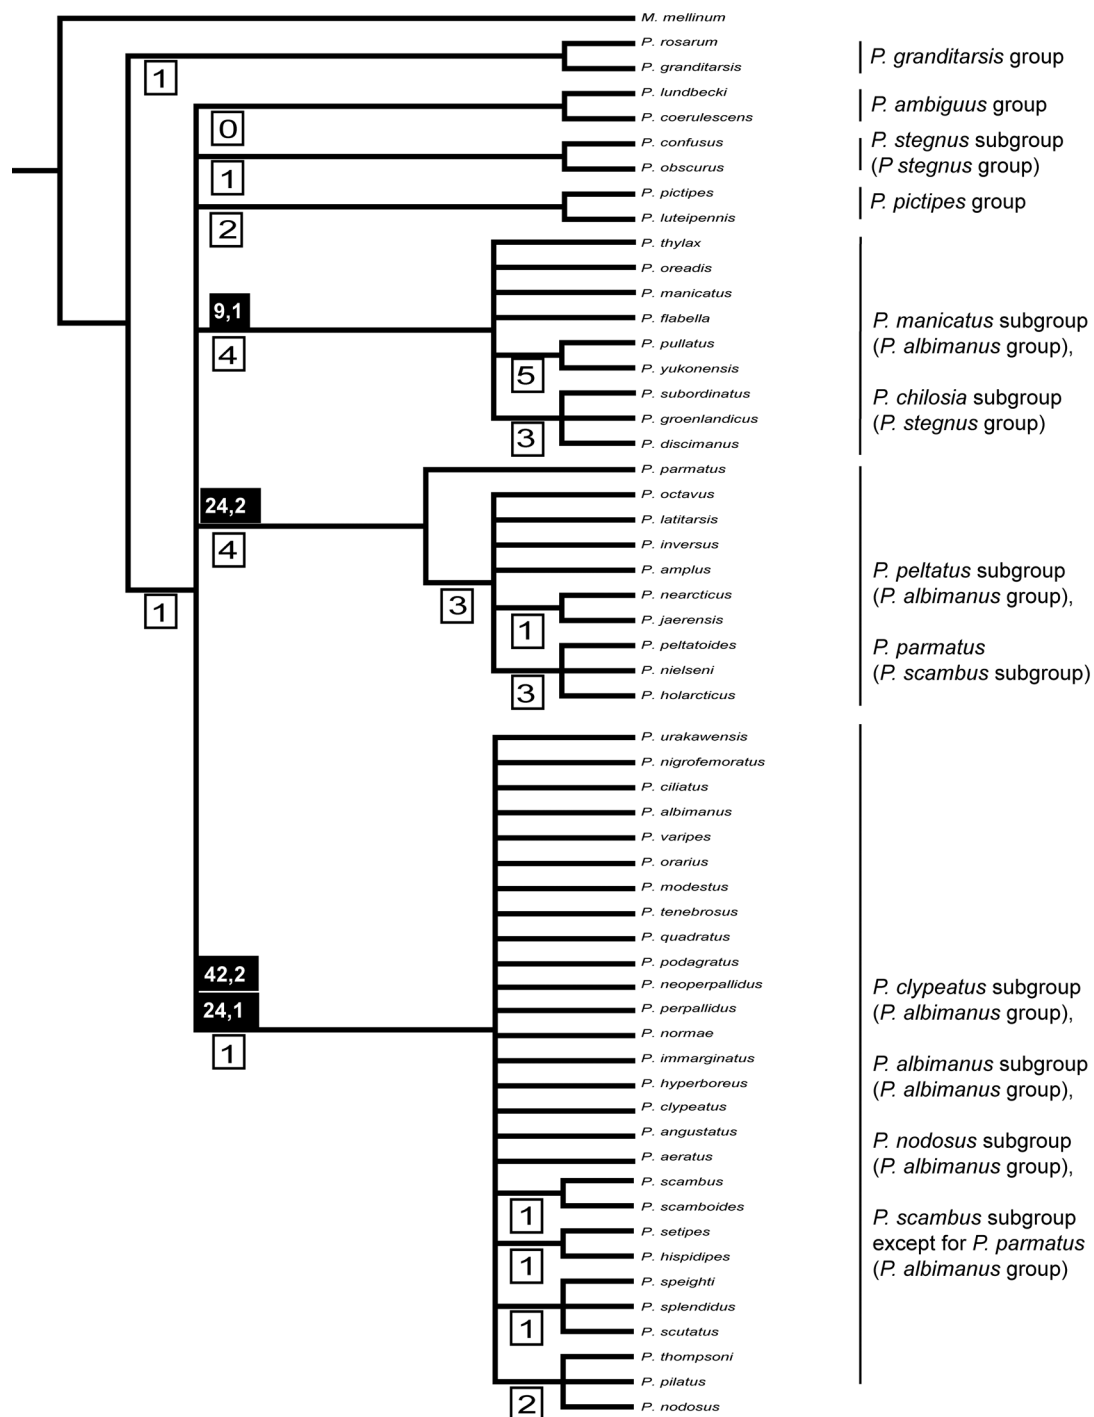 M. mellinum
P. rosarum
P. granditarsis
1
P. granditarsis group
P. lundbecki
P. coerulescens
0
P. ambiguus group
P. confusus
P. obscurus
1
P. stegnus subgroup
(P stegnus group)
P. pictipes
P. luteipennis
2
P. pictipes group
P. thylax
P. oreadis
P. manicatus
P. flabella
P. pullatus
P. yukonensis
P. subordinatus
P. groenlandicus
P. discimanus
9,1
4
5
3
P. manicatus subgroup
(P. albimanus group),
P. chilosia subgroup
(P. stegnus group)
P. parmatus
P. octavus
P. latitarsis
P. inversus
P. amplus
P. nearcticus
P. jaerensis
P. peltatoides
P. nielseni
P. holarcticus
24,2
4
3
1
3
1
P. peltatus subgroup
(P. albimanus group),
P. parmatus
(P. scambus subgroup)
P. urakawensis
P. nigrofemoratus
P. ciliatus
P. albimanus
P. varipes
P. orarius
P. modestus
P. tenebrosus
P. quadratus
P. podagratus
P. neoperpallidus
P. perpallidus
P. normae
P. immarginatus
P. hyperboreus
P. clypeatus
P. angustatus
P. aeratus
P. scambus
P. scamboides
P. setipes
P. hispidipes
P. speighti
P. splendidus
P. scutatus
P. thompsoni
P. pilatus
P. nodosus
42,2
24,1
1
1
1
1
2
P. clypeatus subgroup
(P. albimanus group),
P. albimanus subgroup
(P. albimanus group),
P. nodosus subgroup
(P. albimanus group),
P. scambus subgroup
except for P. parmatus
(P. albimanus group)